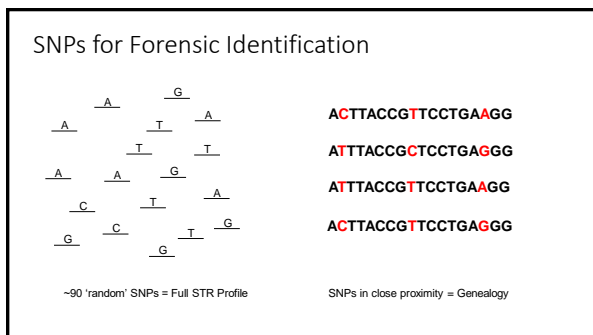 SNPs for Forensic Identification
G
A
A
A
T
T
T
A
A
G
A
C
T
G
C
T
G
G
~90 'random' SNPs = Full STR Profile
ACTTACCGTTCCTGAAGG
ATTTACCGCTCCTGAGGG
ATTTACCGTTCCTGAAGG
ACTTACCGTTCCTGAGGG
SNPs in close proximity = Genealogy